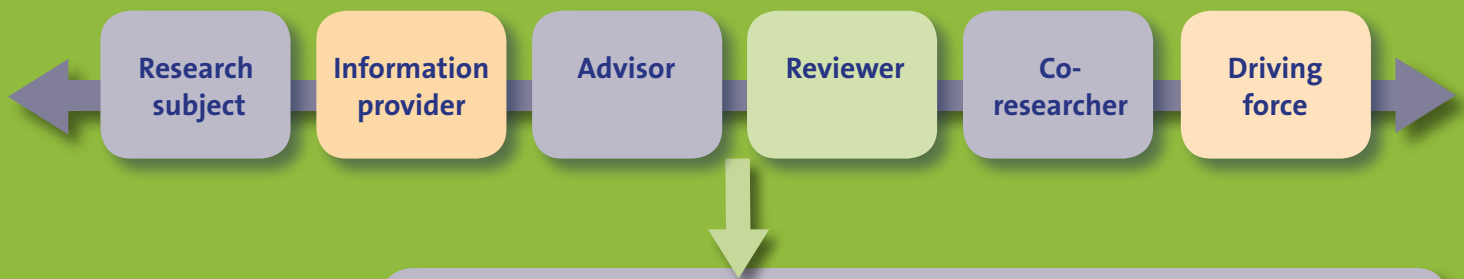 Research
subject
Information
provider
Advisor
Reviewer
Co-
researcher
Driving
force